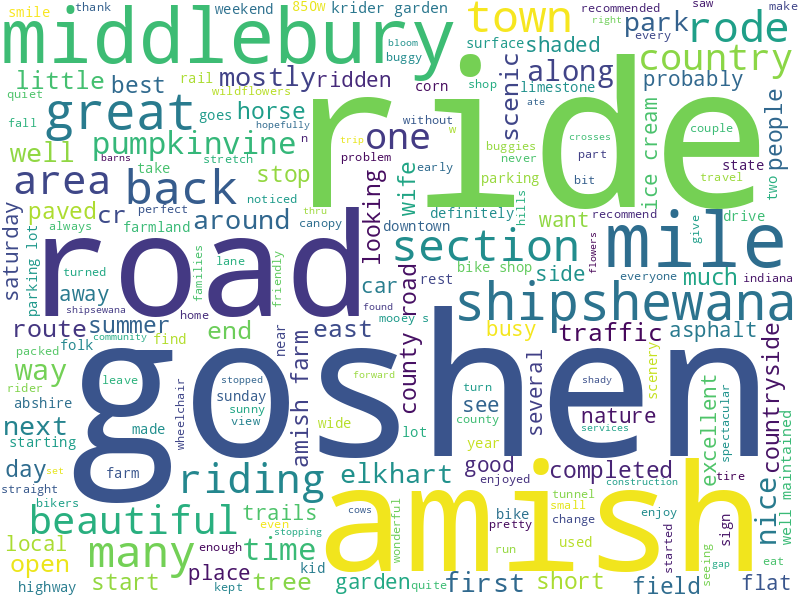 smile
thank
weekend
850w
krider garden
recommended
right
saw
make
middlebury
town
park
every
rode
surface
shaded
country
little
best
rail
mostly
ridden
scenic
along
probably
quiet
wildflowers
corn
shop
limestone
bloom
buggy
ride
great
goes
horse
hopefully
without
w
ate
ice cream
couple
people
fall
pumpkinvine
n
one
trip
buggies
crosses
well
barns
stretch
problem
early
never
part
state
area
take
back
stop
wife
parking
bit
travel
two
noticed
looking
definitely
hills
want
recommend
drive
saturday
paved
cr
perfect
around
thru
canopy
downtown
section
mile
give
parking lot
always
farmland
road
families
lane
friendly
car
rest
bike shop
side
flowers
everyone
much
indiana
away
turned
shipsewana
home
found
mooey s
shipshewana
route
summer
community
find
end
east
near
county road
busy
traffic
asphalt
countryside
packed
folk
way
rider
abshire
leave
goshen
stopped
sunday
sunny
view
wheelchair
amish farm
forward
wide
lot
turn
county
see
several
shady
nature
services
scenery
excellent
spectacular
next
made
starting
year
day
set
farm
riding
elkhart
good
enjoyed
completed
tire
well maintained
straight
bikers
beautiful
trails
even
stopping
cows
wonderful
amish
bike
pretty
tunnel
small
change
construction
enjoy
sign
nice
local
open
many
enough
time
run
used
started
seeing
gap
eat
highway
start
kept
place
tree
kid
garden
quite
first
short
field
flat